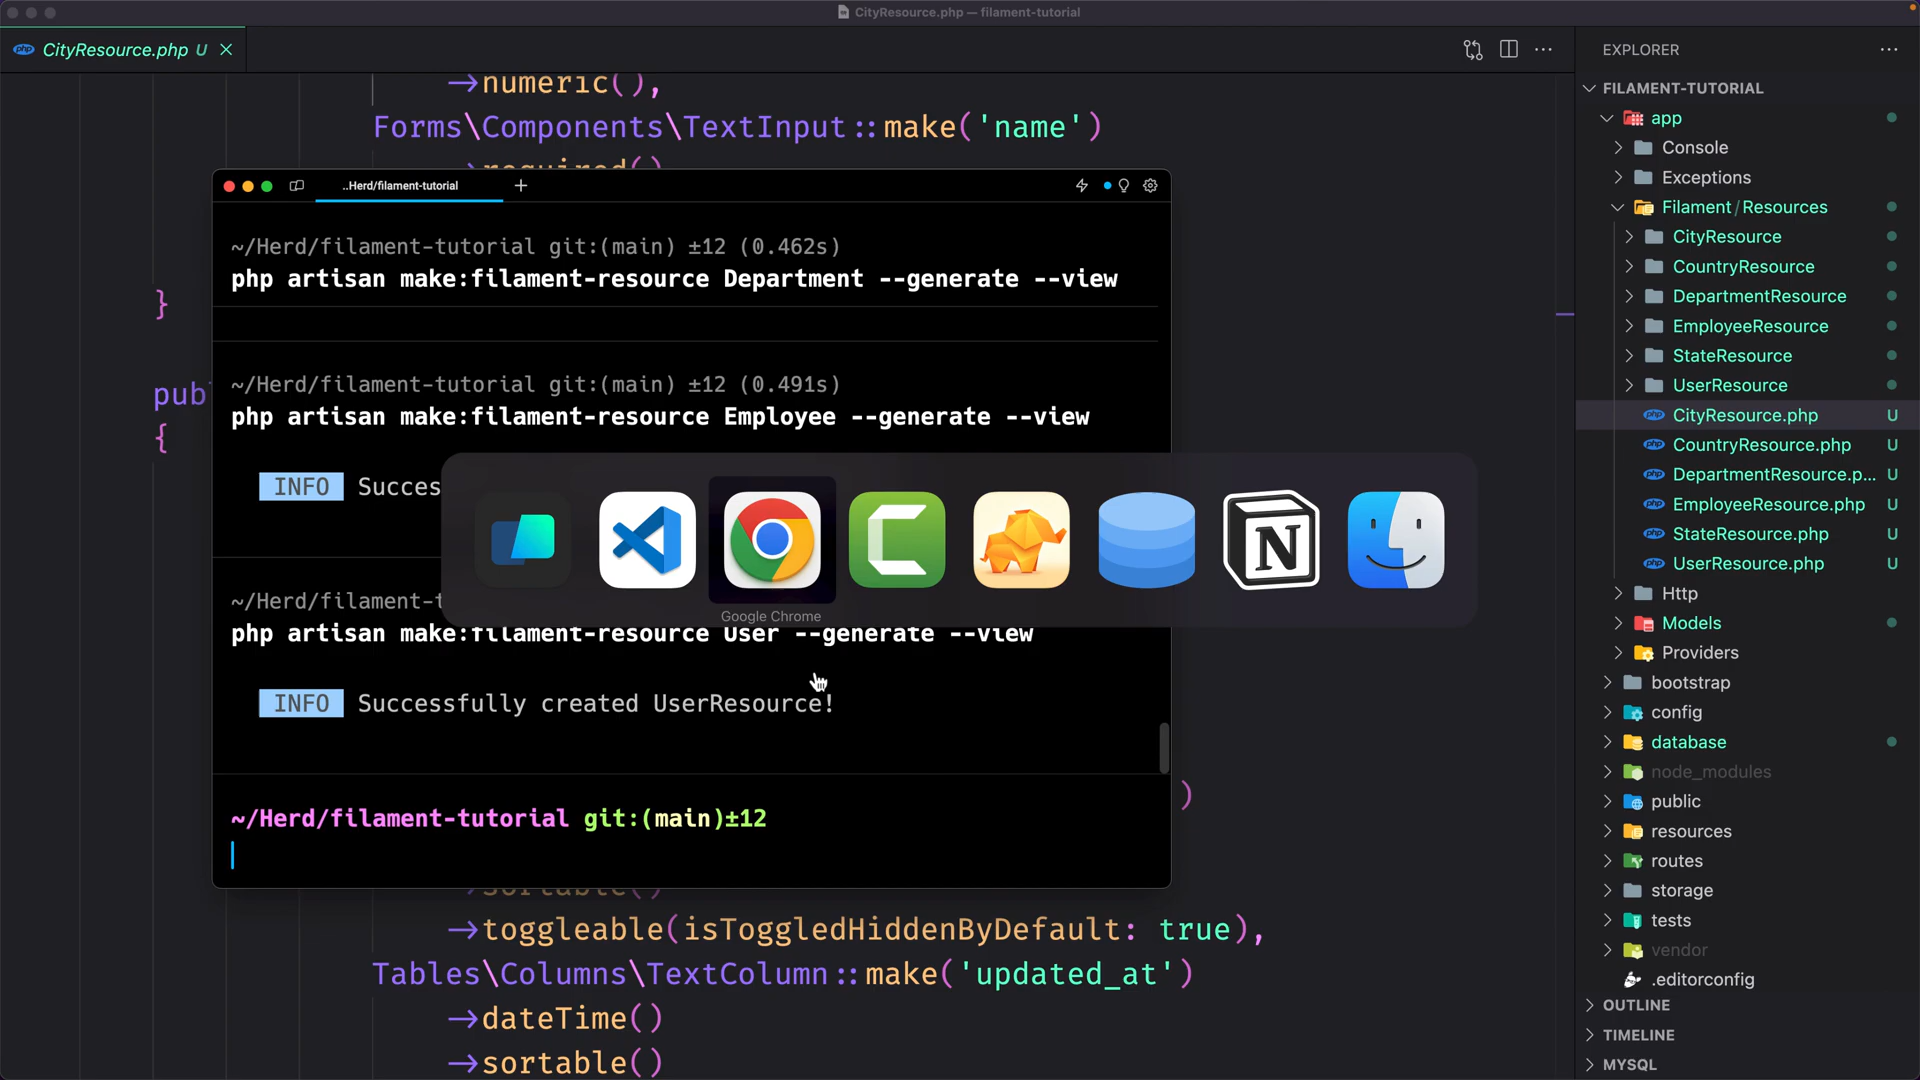 CityResource.php — filament-tutorial
CityResource.php U
→numeric(),
Forms\Components\TextInput::make('name')
→required()
}
publ
{
..Herd/filament-tutorial
~/Herd/filament-tutorial git:(main) ±12 (0.462s)
php artisan make:filament-resource Department --generate --view
~/Herd/filament-tutorial git:(main) ±12 (0.491s)
php artisan make:filament-resource Employee --generate --view
INFO Succes
Google Chrome
~/Herd/filament-t
php artisan make:filament-resource User --generate --view
INFO Successfully created UserResource!
)
~/Herd/filament-tutorial git:(main)±12
→sortable()
→toggleable(isToggledHiddenByDefault: true),
Tables\Columns\TextColumn::make('updated_at')
→dateTime()
→sortable()
EXPLORER
FILAMENT-TUTORIAL
app
Console
Exceptions
Filament/Resources
CityResource
CountryResource
DepartmentResource
EmployeeResource
StateResource
UserResource
CityResource.php U
CountryResource.php U
DepartmentResource.p... U
EmployeeResource.php U
StateResource.php U
UserResource.php U
Http
Models
Providers
bootstrap
config
database
node_modules
public
resources
routes
storage
tests
vendor
.editorconfig
OUTLINE
TIMELINE
MYSQL